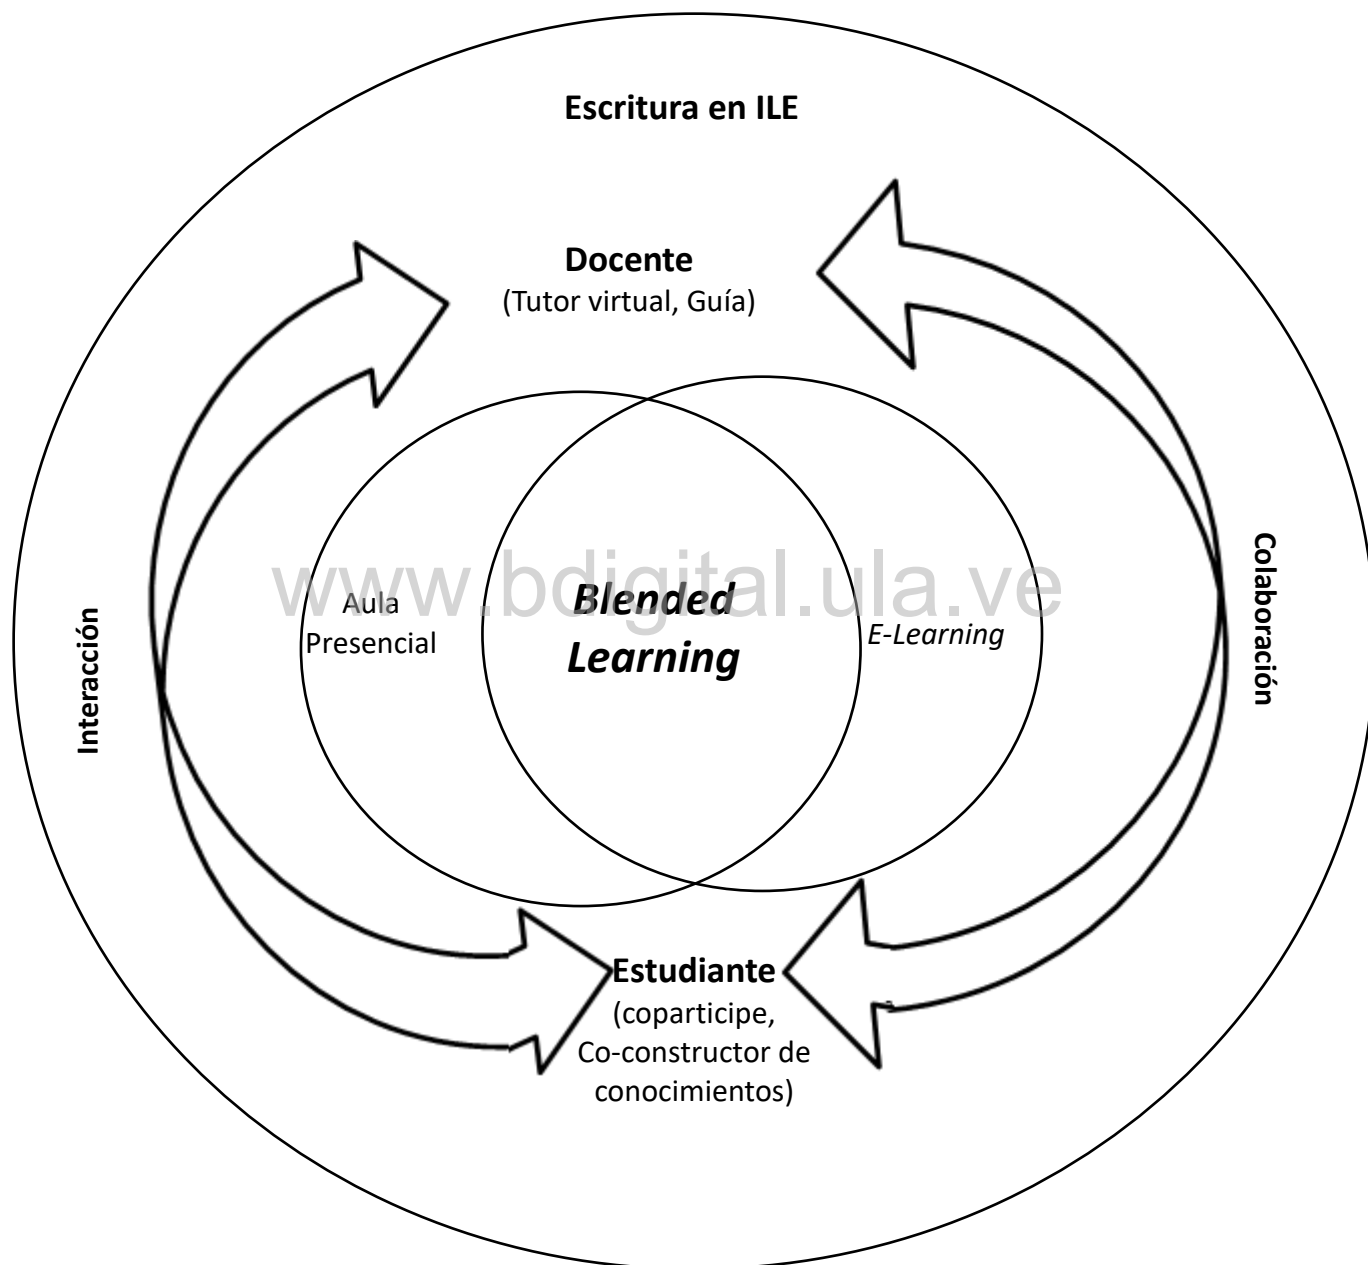 Escritura en ILE
Docente
(Tutor virtual, Guía)
Interacción
Aula
Presencial
Blended
Learning
E-Learning
Colaboración
www.bdigital.ula.ve
Estudiante
(coparticipe,
Co-constructor de
conocimientos)